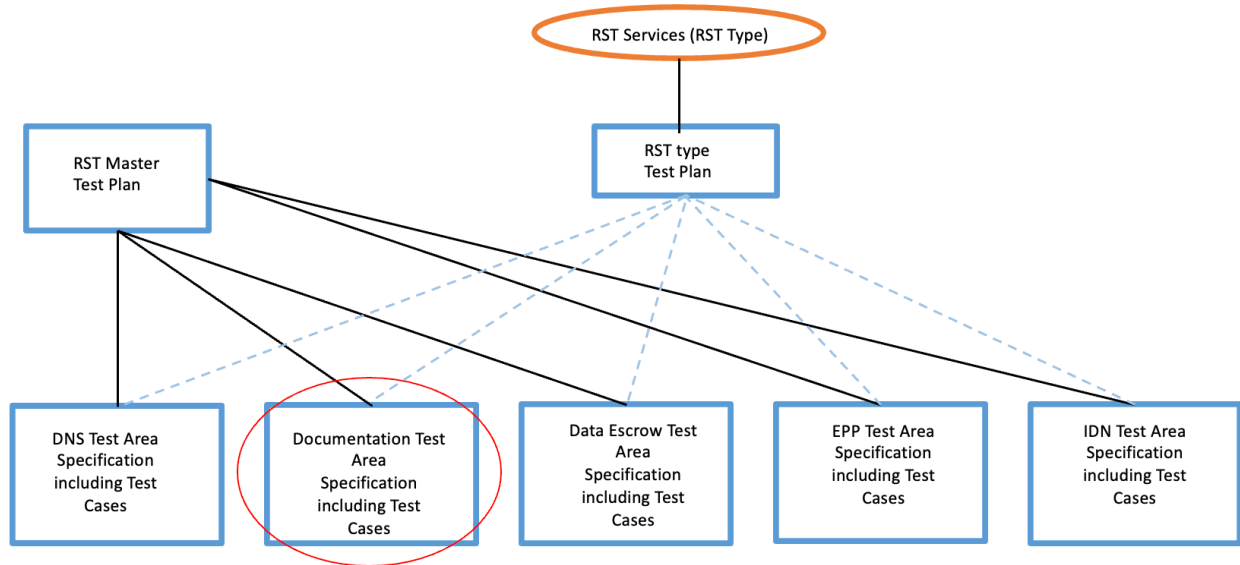 RST Services (RST Type)
RST Master
Test Plan
RST type
Test Plan
DNS Test Area
Specification
including Test
Cases
Documentation Test
Area
Specification
including Test
Cases
Data Escrow Test
Area
Specification
including Test
Cases
EPP Test Area
Specification
including Test
Cases
IDN Test Area
Specification
including Test
Cases